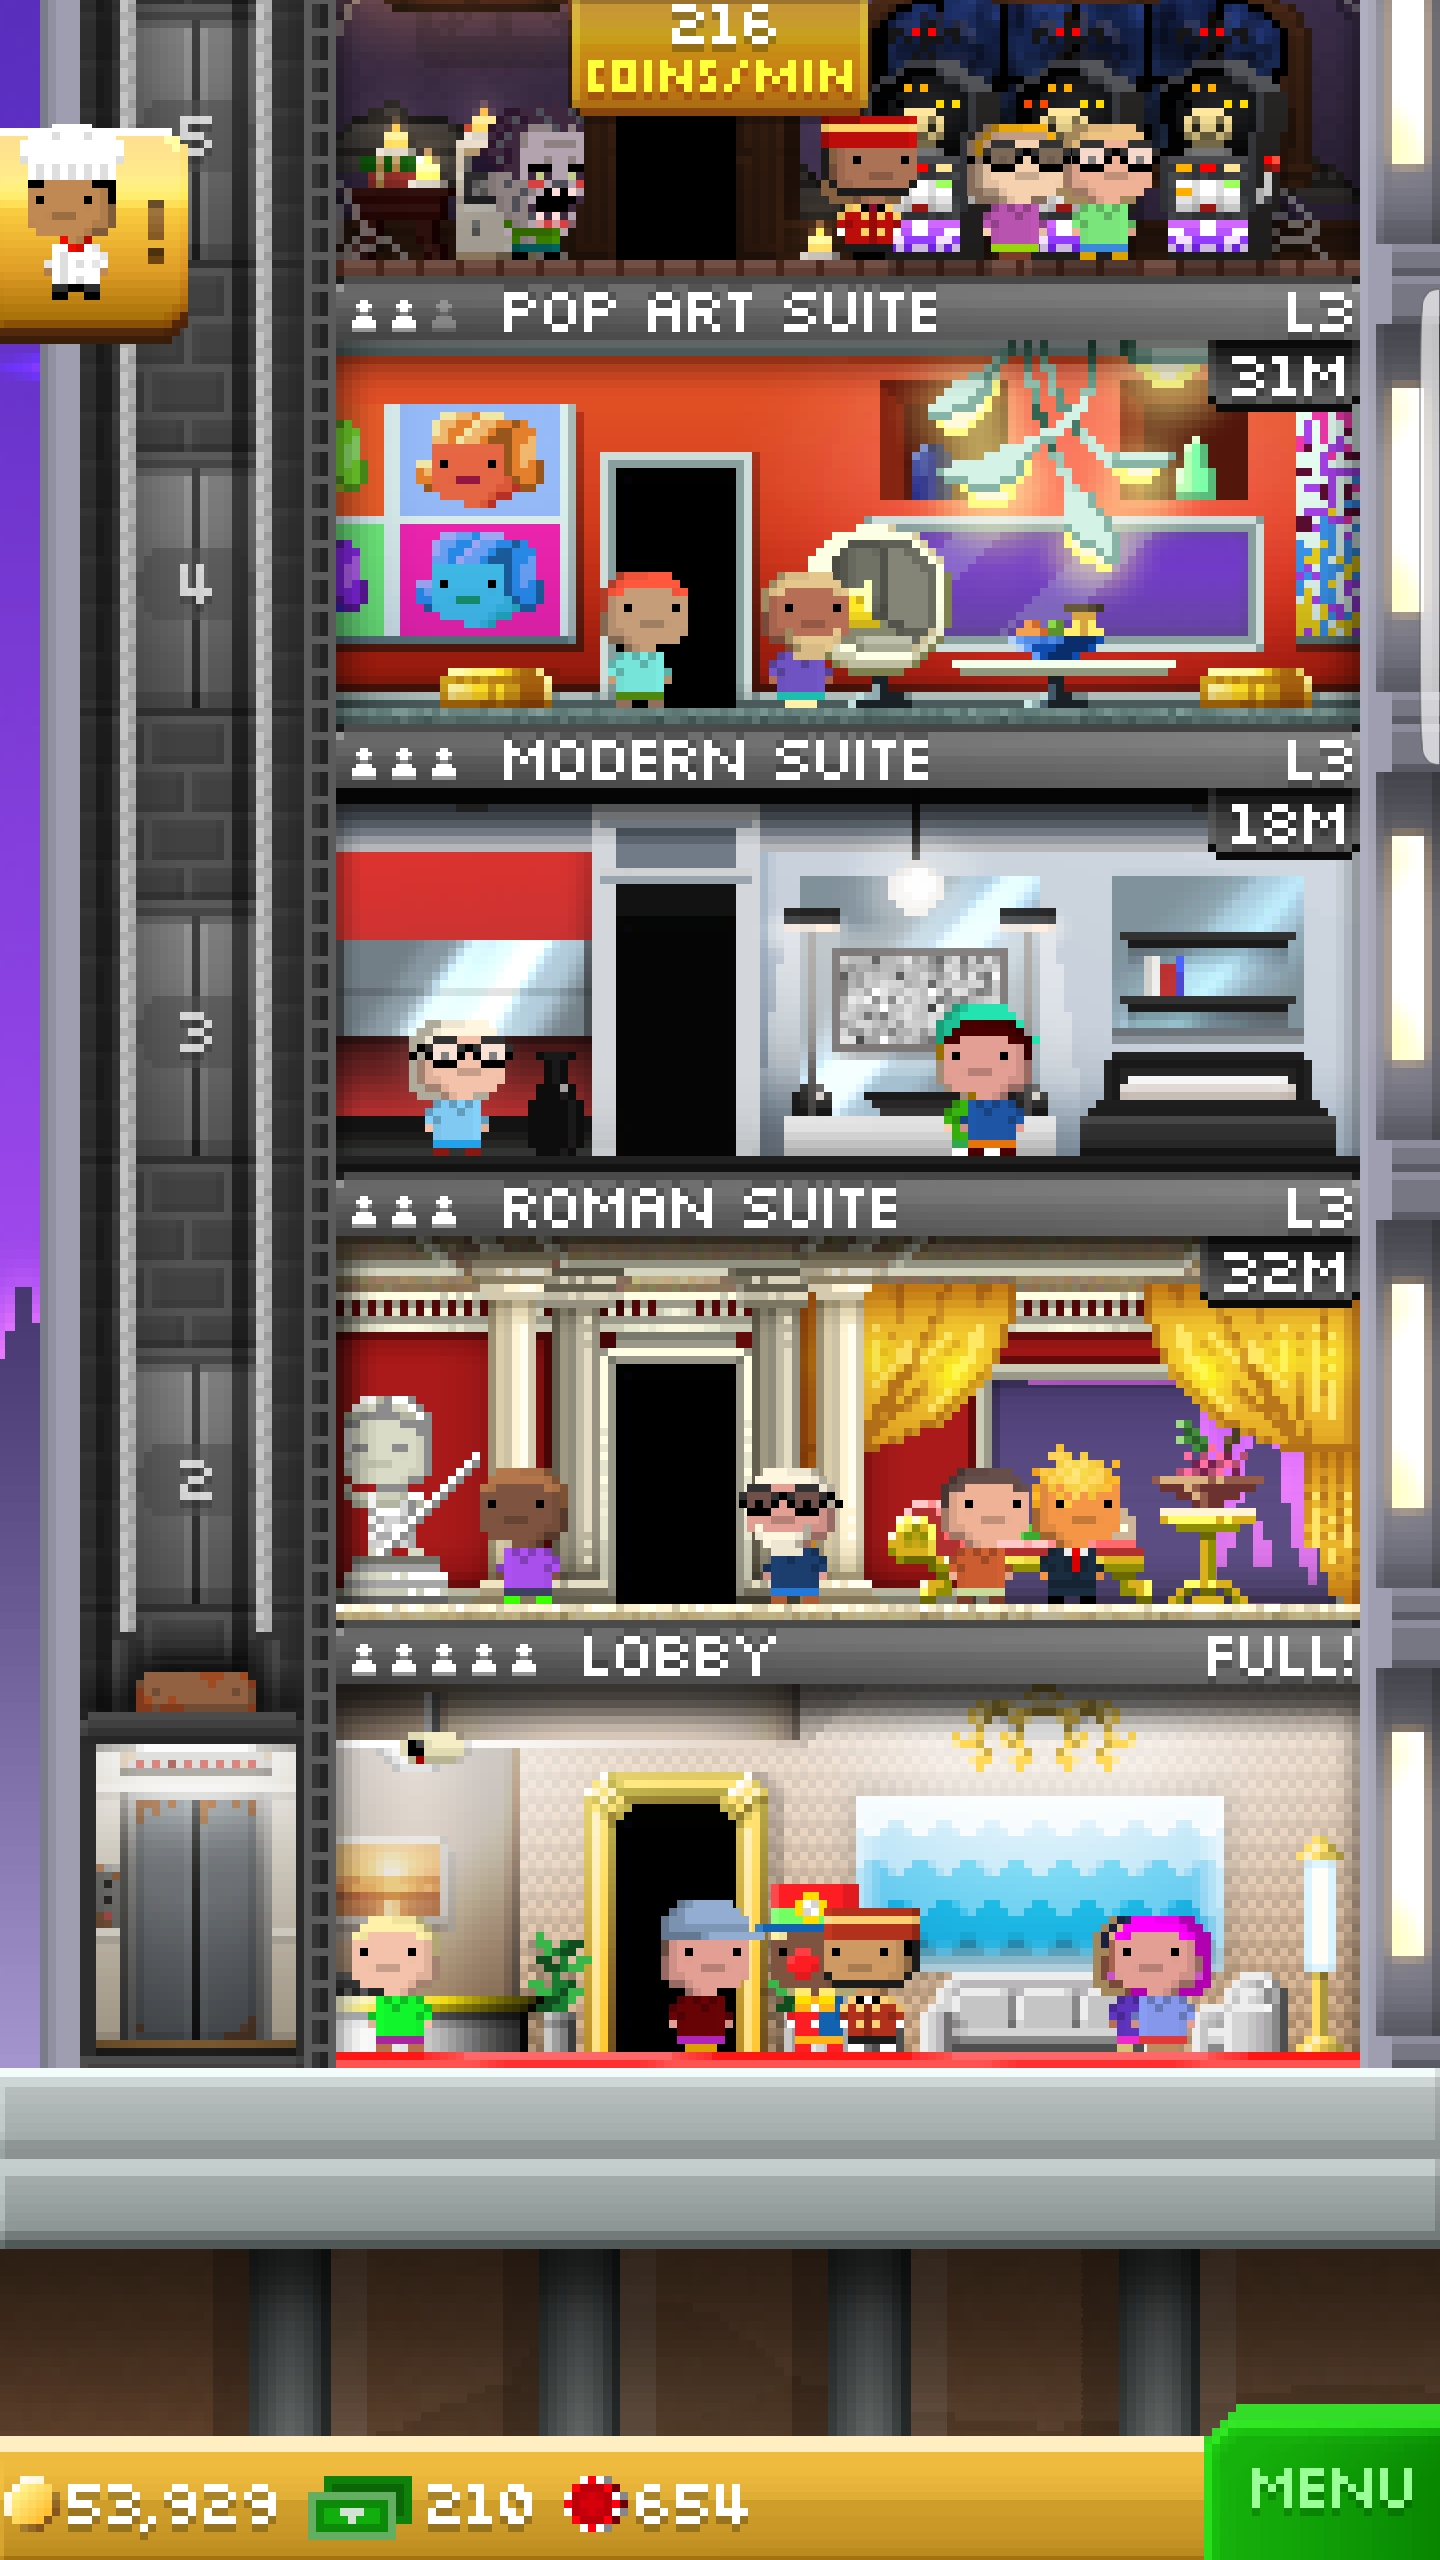 216
COINS/MIN
5
!
POP ART SUITE L3
31M
4
MODERN SUITE L3
18M
3
ROMAN SUITE L3
32M
2
LOBBY FULL!
53,929 210 654
MENU